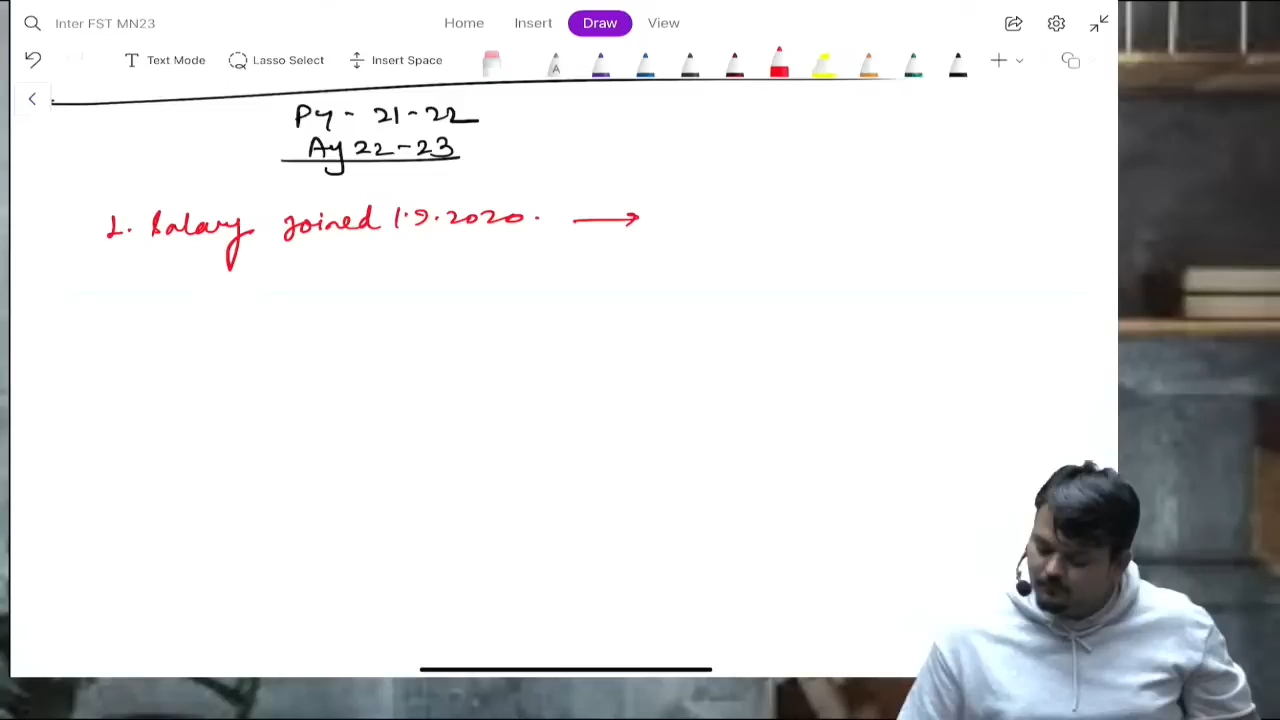 Inter FST MN23
Home Insert Draw View
Text Mode Lasso Select Insert Space
A
Py - 21-22
Ay 22-23
1. Salary Joined 1.9.2020. →